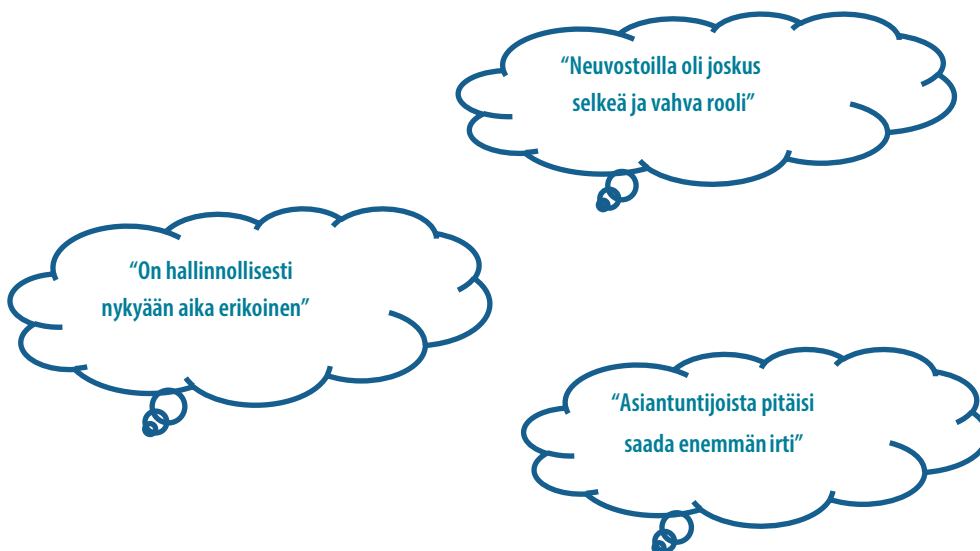 “Neuvostoilla oli joskus
selkeä ja vahva rooli”
“On hallinnollisesti
nykyään aika erikoinen”
“Asiantuntijoista pitäisi
saada enemmän irti”